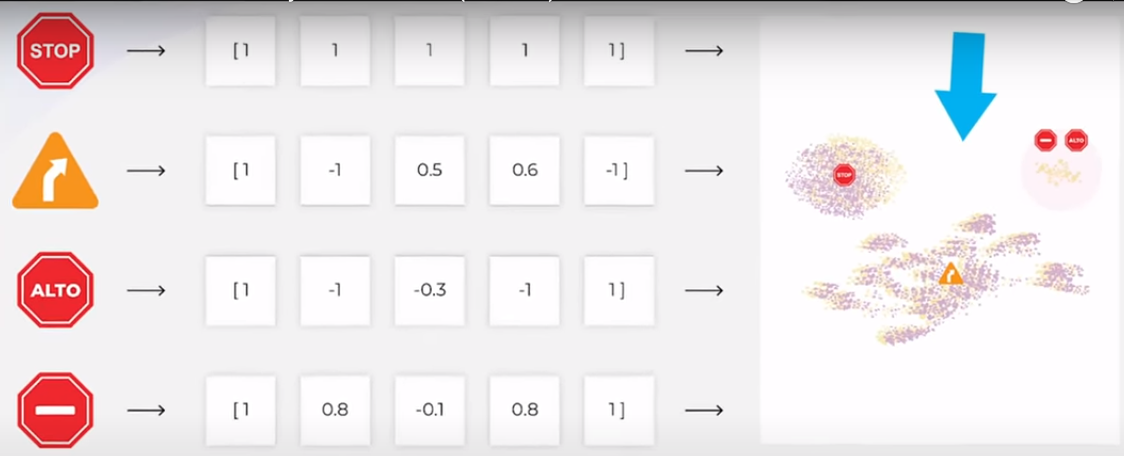 STOP [1 1 1 1 1]
[1 -1 0.5 0.6 -1]
ALTO [1 -1 -0.3 -1 1]
[1 0.8 -0.1 0.8 1]
ALTO
STOP